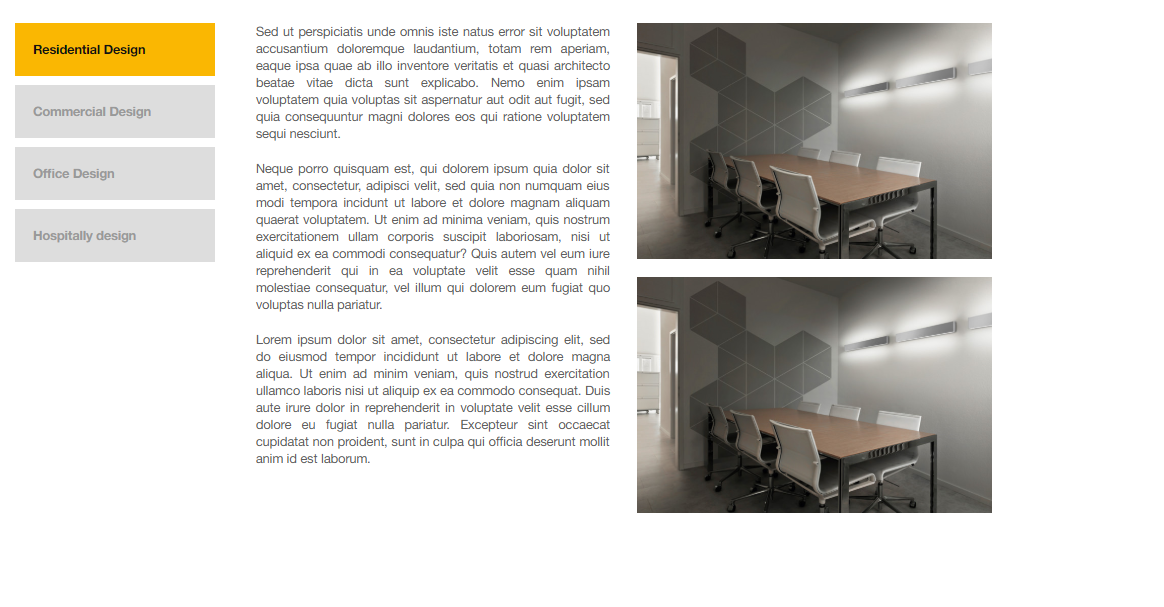 Residential Design
Commercial Design
Office Design
Hospitally design
Sed ut perspiciatis unde omnis iste natus error sit voluptatem
accusantium doloremque laudantium, totam rem aperiam,
eaque ipsa quae ab illo inventore veritatis et quasi architecto
beatae vitae dicta sunt explicabo. Nemo enim ipsam
voluptatem quia voluptas sit aspernatur aut odit aut fugit, sed
quia consequuntur magni dolores eos qui ratione voluptatem
sequi nesciunt.
Neque porro quisquam est, qui dolorem ipsum quia dolor sit
amet, consectetur, adipisci velit, sed quia non numquam eius
modi tempora incidunt ut labore et dolore magnam aliquam
quaerat voluptatem. Ut enim ad minima veniam, quis nostrum
exercitationem ullam corporis suscipit laboriosam, nisi ut
aliquid ex ea commodi consequatur? Quis autem vel eum iure
reprehenderit qui in ea voluptate velit esse quam nihil
molestiae consequatur, vel illum qui dolorem eum fugiat quo
voluptas nulla pariatur.
Lorem ipsum dolor sit amet, consectetur adipiscing elit, sed
do eiusmod tempor incididunt ut labore et dolore magna
aliqua. Ut enim ad minim veniam, quis nostrud exercitation
ullamco laboris nisi ut aliquip ex ea commodo consequat. Duis
aute irure dolor in reprehenderit in voluptate velit esse cillum
dolore eu fugiat nulla pariatur. Excepteur sint occaecat
cupidatat non proident, sunt in culpa qui officia deserunt mollit
anim id est laborum.